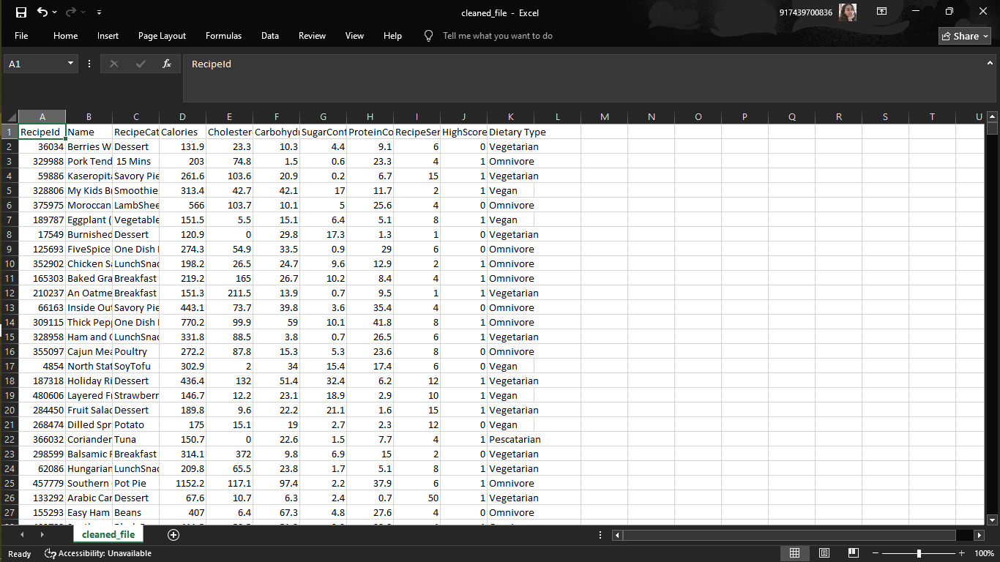 cleaned_file - Excel
917439700836
File Home Insert Page Layout Formulas Data Review View Help Tell me what you want to do
Share
A1 fx RecipeId
A B C D E F G H I J K L M N O P Q R S T U
1 RecipeId Name RecipeCat Calories Cholester Carbohydr SugarCont ProteinCo RecipeSer HighScore Dietary Type
2 36034 Berries W Dessert 131.9 23.3 10.3 4.4 9.1 6 0 Vegetarian
3 329988 Pork Tend 15 Mins 203 74.8 1.5 0.6 23.3 4 1 Omnivore
4 59886 Kaseropita Savory Pie 261.6 103.6 20.9 0.2 6.7 15 1 Vegetarian
5 328806 My Kids Br Smoothie 313.4 42.7 42.1 17 11.7 2 1 Vegan
6 375975 Moroccan LambShee 566 103.7 10.1 5 25.6 4 0 Omnivore
7 189787 Eggplant ( Vegetable 151.5 5.5 15.1 6.4 5.1 8 1 Vegan
8 17549 Burnished Dessert 120.9 0 29.8 17.3 1.3 1 0 Vegetarian
9 125693 FiveSpice One Dish 274.3 54.9 33.5 0.9 29 6 0 Omnivore
10 352902 Chicken Sa LunchSnac 198.2 26.5 24.7 9.6 12.9 2 1 Omnivore
11 165303 Baked Gra Breakfast 219.2 165 26.7 10.2 8.4 4 1 Omnivore
12 210237 An Oatme Breakfast 151.3 211.5 13.9 0.7 9.5 1 1 Vegetarian
13 66163 Inside Out Savory Pie 443.1 73.7 39.8 3.6 35.4 4 0 Omnivore
14 309115 Thick Pepp One Dish 770.2 99.9 59 10.1 41.8 8 1 Omnivore
15 328958 Ham and LunchSnac 331.8 88.5 3.8 0.7 26.5 6 1 Vegetarian
16 355097 Cajun Mea Poultry 272.2 87.8 15.3 5.3 23.6 8 0 Omnivore
17 4854 North Stat SoyTofu 302.9 2 34 15.4 17.4 6 0 Vegan
18 187318 Holiday Ri Dessert 436.4 132 51.4 32.4 6.2 12 1 Vegetarian
19 480606 Layered Fr Strawberr 146.7 12.2 23.1 18.9 2.9 10 1 Vegan
20 284450 Fruit Salad Dessert 189.8 9.6 22.2 21.1 1.6 15 1 Vegetarian
21 268474 Dilled Spr Potato 175 15.1 19 2.7 2.3 12 0 Vegan
22 366032 Coriander Tuna 150.7 0 22.6 1.5 7.7 4 1 Pescatarian
23 298599 Balsamic Breakfast 314.1 372 9.8 6.9 15 2 0 Vegetarian
24 62086 Hungarian LunchSnac 209.8 65.5 23.8 1.7 5.1 8 1 Vegetarian
25 457779 Southern Pot Pie 1152.2 117.1 97.4 2.2 37.9 6 1 Omnivore
26 133292 Arabic Car Dessert 67.6 10.7 6.3 2.4 0.7 50 1 Vegetarian
27 155293 Easy Ham Beans 407 6.4 67.3 4.8 27.6 4 0 Omnivore
cleaned_file
Ready Accessibility: Unavailable 100%